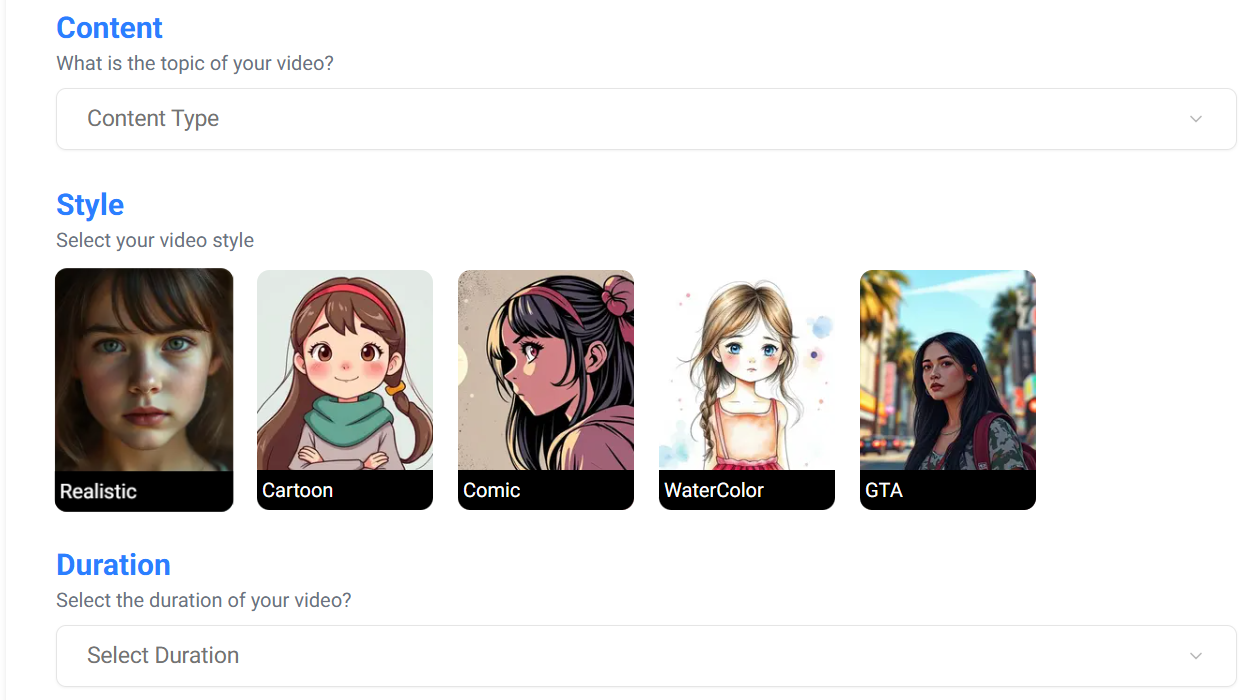 Content
What is the topic of your video?
Content Type
Style
Select your video style
Realistic
Cartoon
Comic
WaterColor
GTA
Duration
Select the duration of your video?
Select Duration